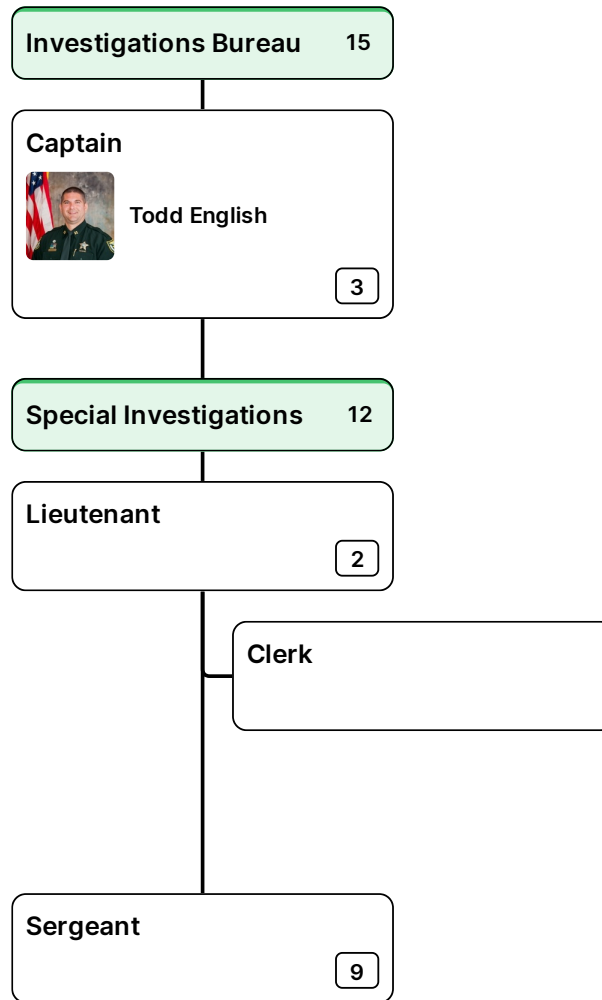 Investigations Bureau 15
Captain
Todd English
3
Special Investigations 12
Lieutenant
2
Clerk
Sergeant
9